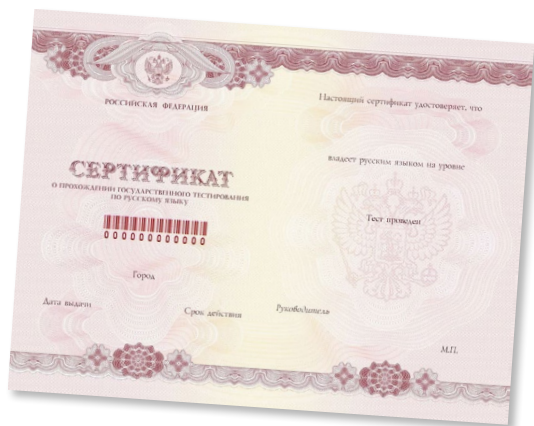 РОССИЙСКАЯ ФЕДЕРАЦИЯ
СЕРТИФИКАТ
О ПРОХОЖДЕНИИ ГОСУДАРСТВЕННОГО ТЕСТИРОВАНИЯ
ПО РУССКОМУ ЯЗЫКУ
000000000000
Город
Дата выдачи
Срок действия
Настоящий сертификат удостоверяет, что
владеет русским языком на уровне
Тест проведен
Руководитель
М.П.